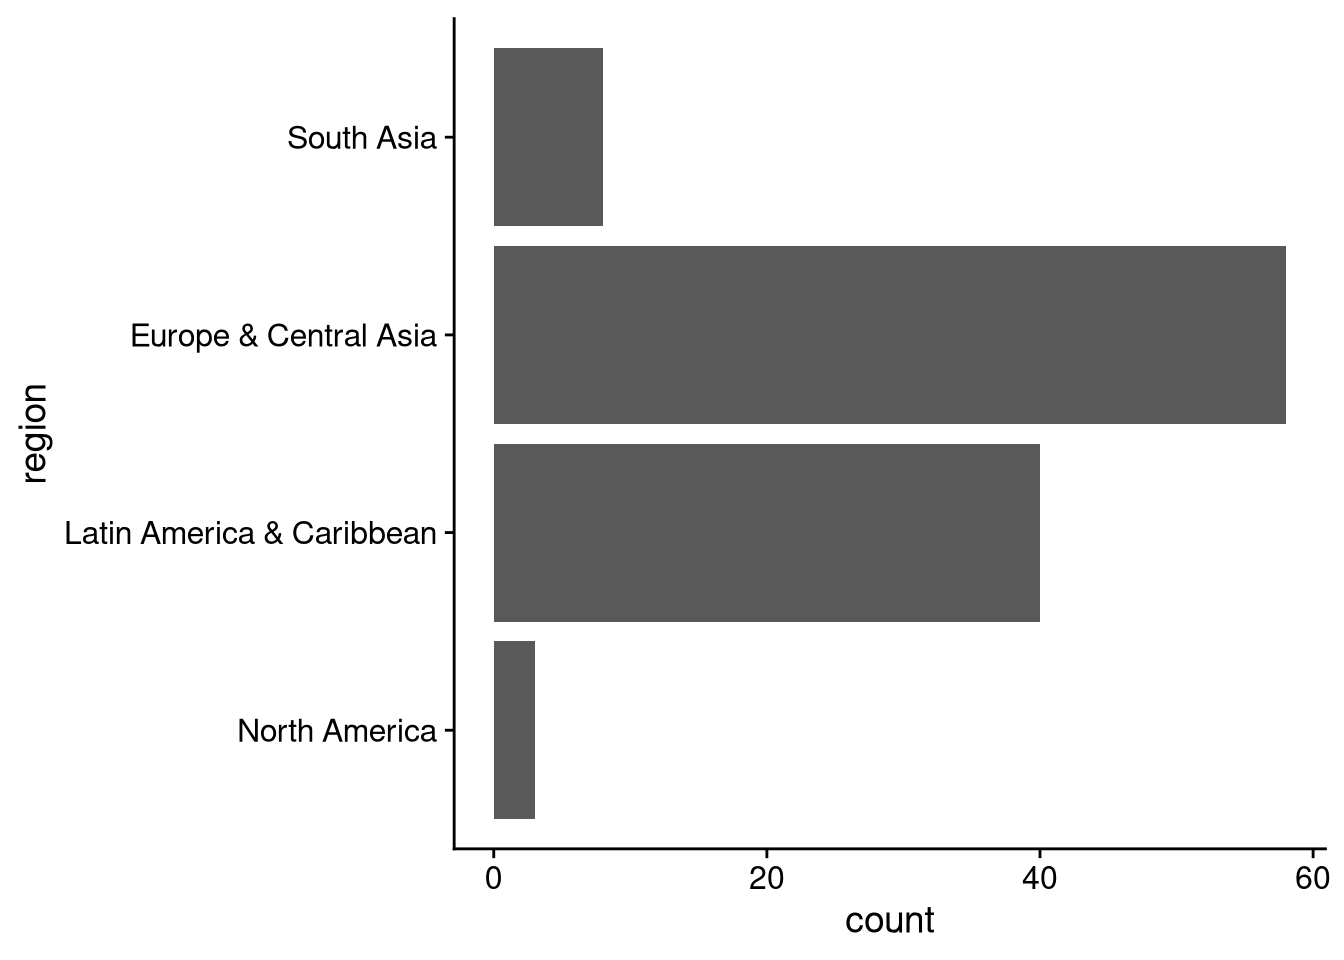 South Asia
Europe & Central Asia
Latin America & Caribbean
North America
region
0 20 40 60
count